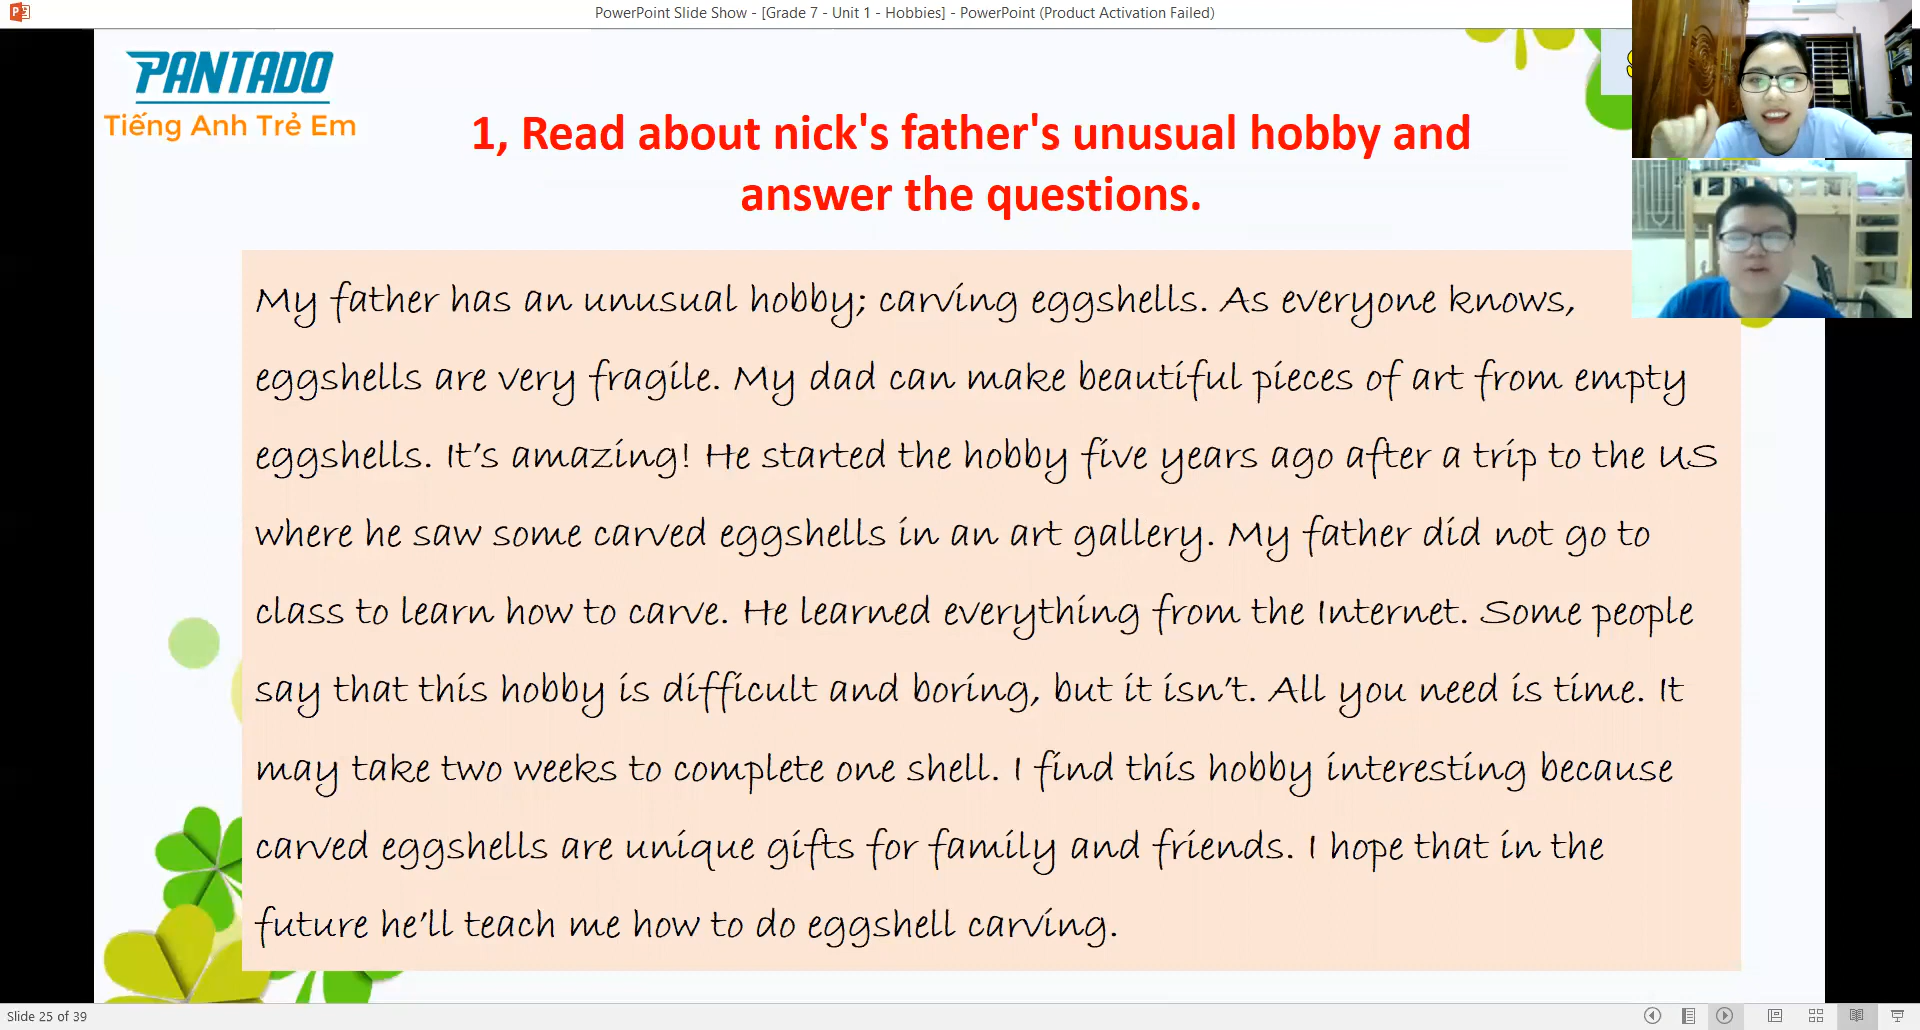 PowerPoint Slide Show - [Grade 7 - Unit 1 - Hobbies] - PowerPoint (Product Activation Failed)
PANTADO
Tiếng Anh Trẻ Em
1, Read about nick's father's unusual hobby and
answer the questions.
My father has an unusual hobby; carving eggshells. As everyone knows,
eggshells are very fragile. My dad can make beautiful pieces of art from empty
eggshells. It's amazing! He started the hobby five years ago after a trip to the US
where he saw some carved eggshells in an art gallery. My father did not go to
class to learn how to carve. He learned everything from the Internet. Some people
say that this hobby is difficult and boring, but it isn't. All you need is time. It
may take two weeks to complete one shell. I find this hobby interesting because
carved eggshells are unique gifts for family and friends. I hope that in the
future he'll teach me how to do eggshell carving.
Slide 25 of 39